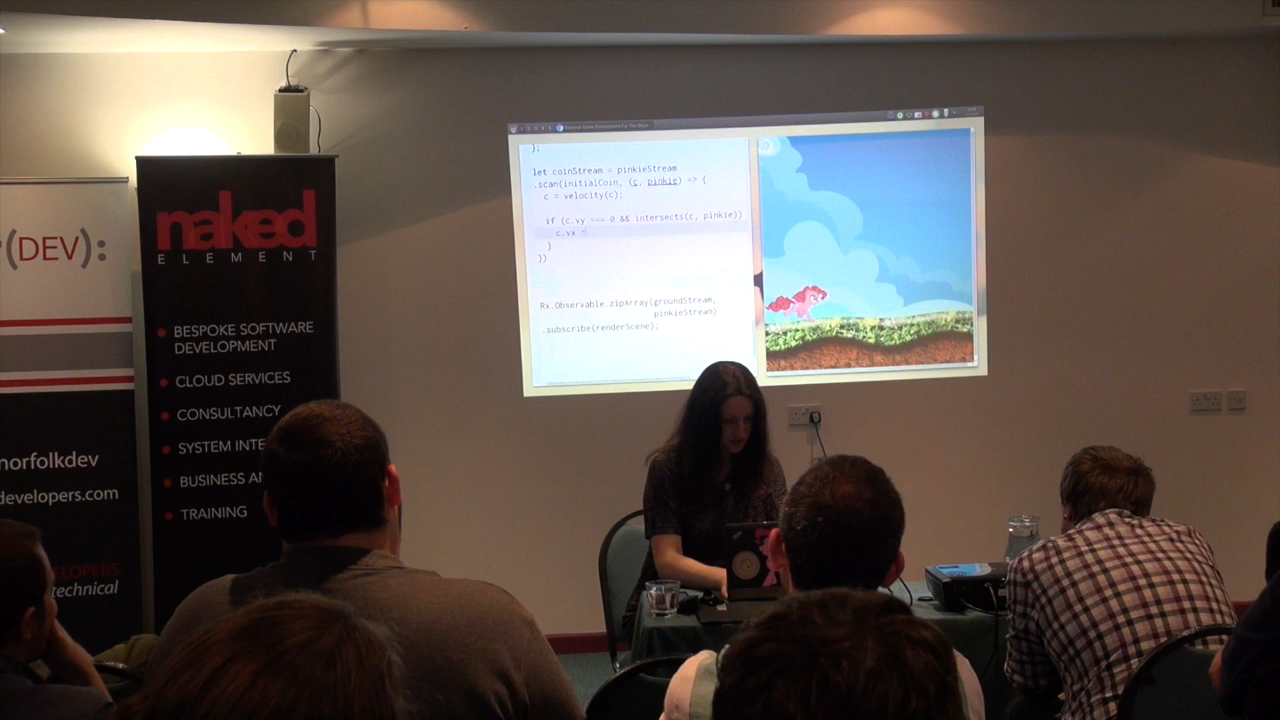 (DEV):
norfolkdev
developers.com
technical
naked
ELEMENT
BESPOKE SOFTWARE
DEVELOPMENT
CLOUD SERVICES
CONSULTANCY
SYSTEM INTE
BUSINESS AN
TRAINING
};
let coinStream = pinkieStream
.scan(initialCoin, (c, pinkie) => {
c = velocity(c);
if (c.vy === 0 && intersects(c, pinkie))
c.vx =
}
})
Rx.Observable.zipArray(groundStream,
pinkieStream)
.subscribe(renderScene);